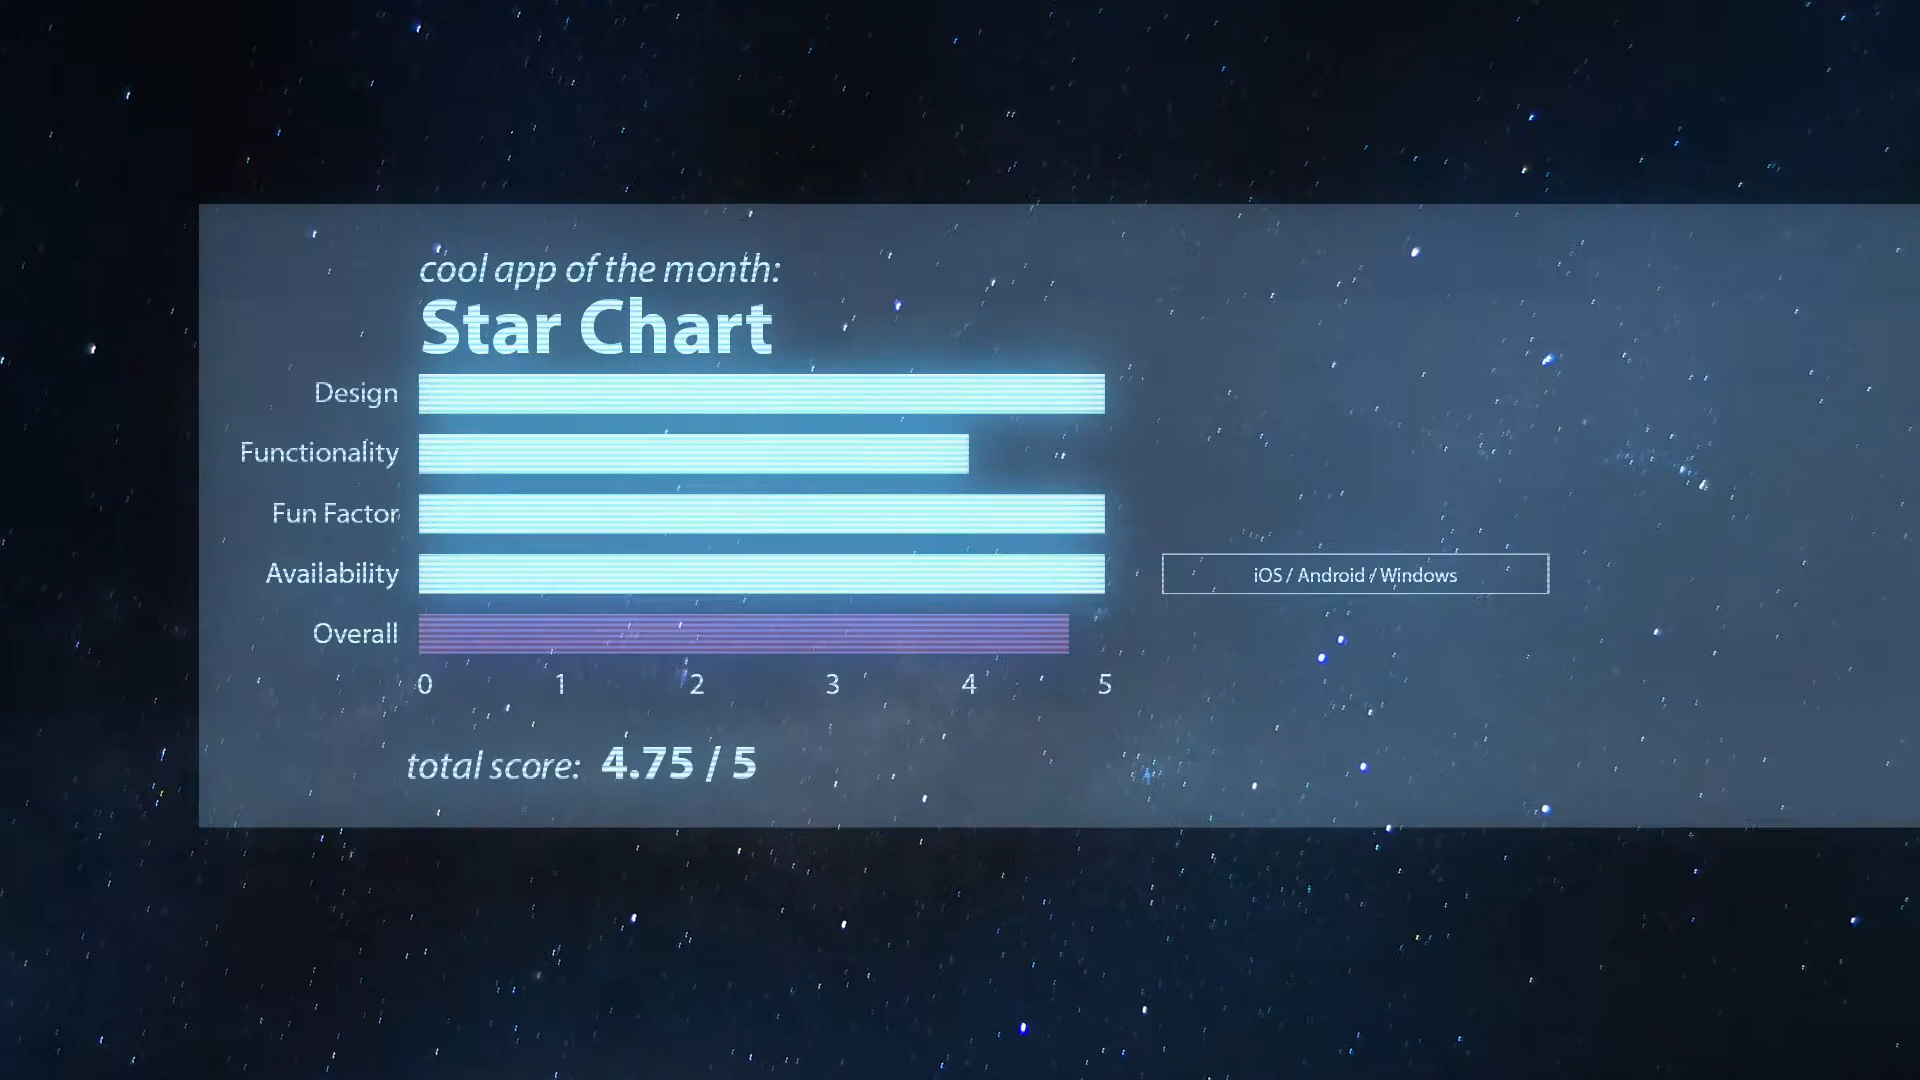 cool app of the month:
Star Chart
Design
Functionality
Fun Factor
Availability
iOS / Android / Windows
Overall
0 1 2 3 4 5
total score: 4.75 / 5